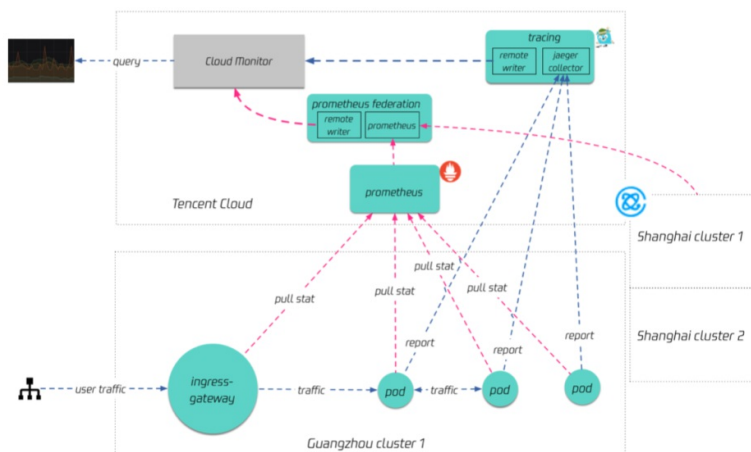 tracing
remote
writer
jaeger
collector
query
Cloud Monitor
prometheus federation
remote
writer
prometheus
prometheus
Tencent Cloud
Shanghai cluster 1
pull stat
pull stat
pull stat
pull stat
Shanghai cluster 2
report
report
report
user traffic
ingress-
gateway
traffic
pod
traffic
pod
pod
Guangzhou cluster 1